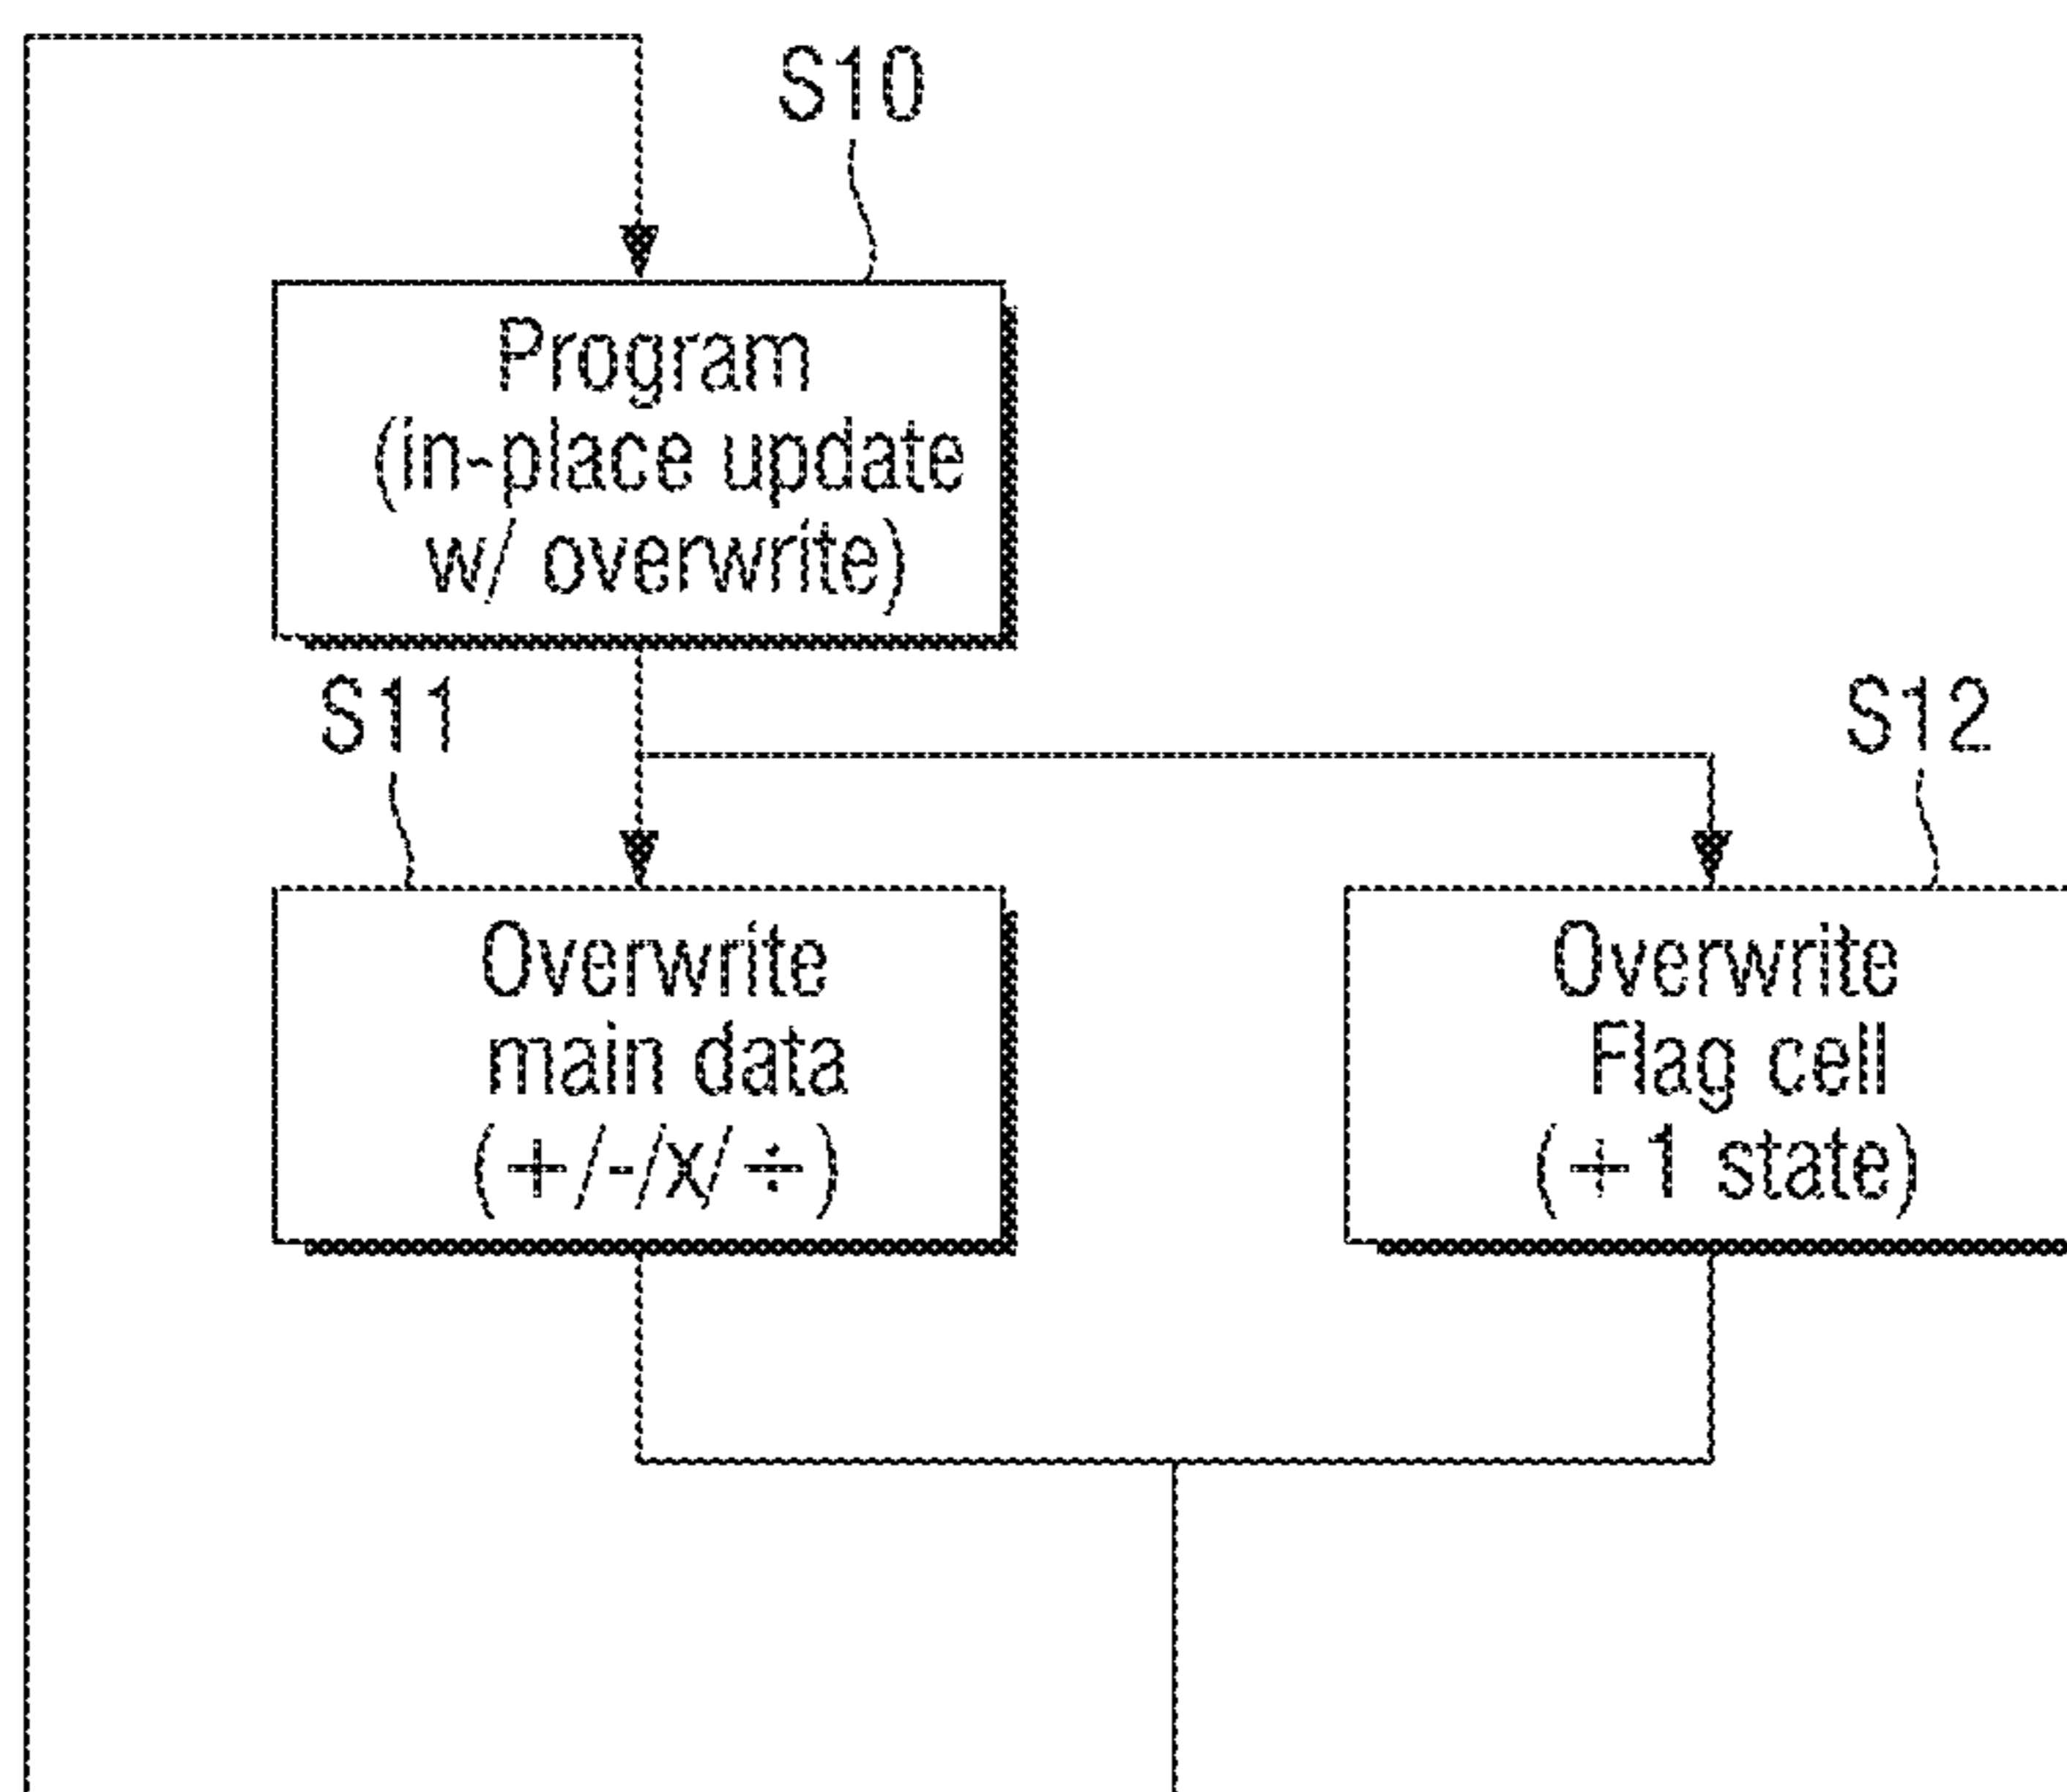 S10
Program
(in-place update
w/ overwrite)
S11
S12
Overwrite
main data
(+/-/x/÷)
Overwrite
Flag cell
(+1 state)